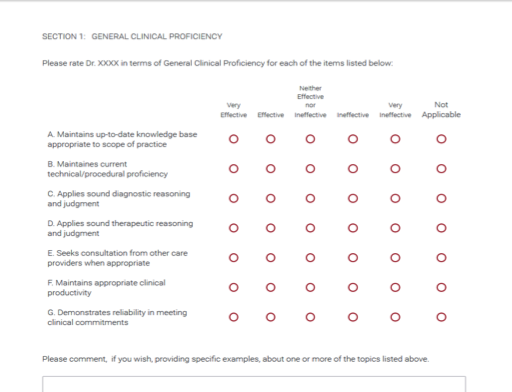 SECTION 1: GENERAL CLINICAL PROFICIENCY
Please rate Dr. XXXX in terms of General Clinical Proficiency for each of the items listed below:
Very Effective
Effective
Neither Effective nor Ineffective
Ineffective
Very Ineffective
Not Applicable
A. Maintains up-to-date knowledge base
appropriate to scope of practice
B. Maintaines current
technical/procedural proficiency
C. Applies sound diagnostic reasoning
and judgment
D. Applies sound therapeutic reasoning
and judgment
E. Seeks consultation from other care
providers when appropriate
F. Maintains appropriate clinical
productivity
G. Demonstrates reliability in meeting
clinical commitments
Please comment, if you wish, providing specific examples, about one or more of the topics listed above.